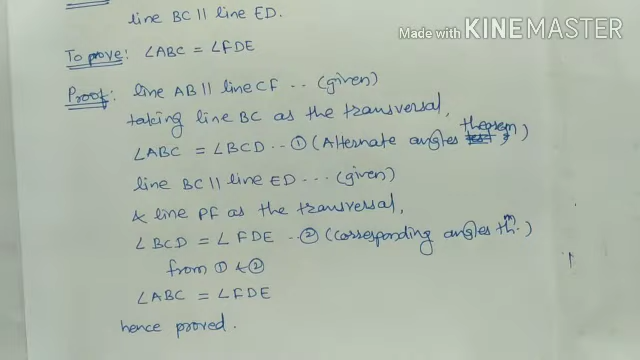 Made with KINEMASTER
line BC || line ED.
To prove: ∠ABC = ∠FDE
Proof: line AB || line CF .. (given)
taking line BC as the transversal,
∠ABC = ∠BCD .. ① (Alternate angles theorem)
line BC || line ED ... (given)
& line PF as the transversal,
∠BCD = ∠FDE .. ② (corresponding angles thm.)
from ① & ②
∠ABC = ∠FDE
hence proved.